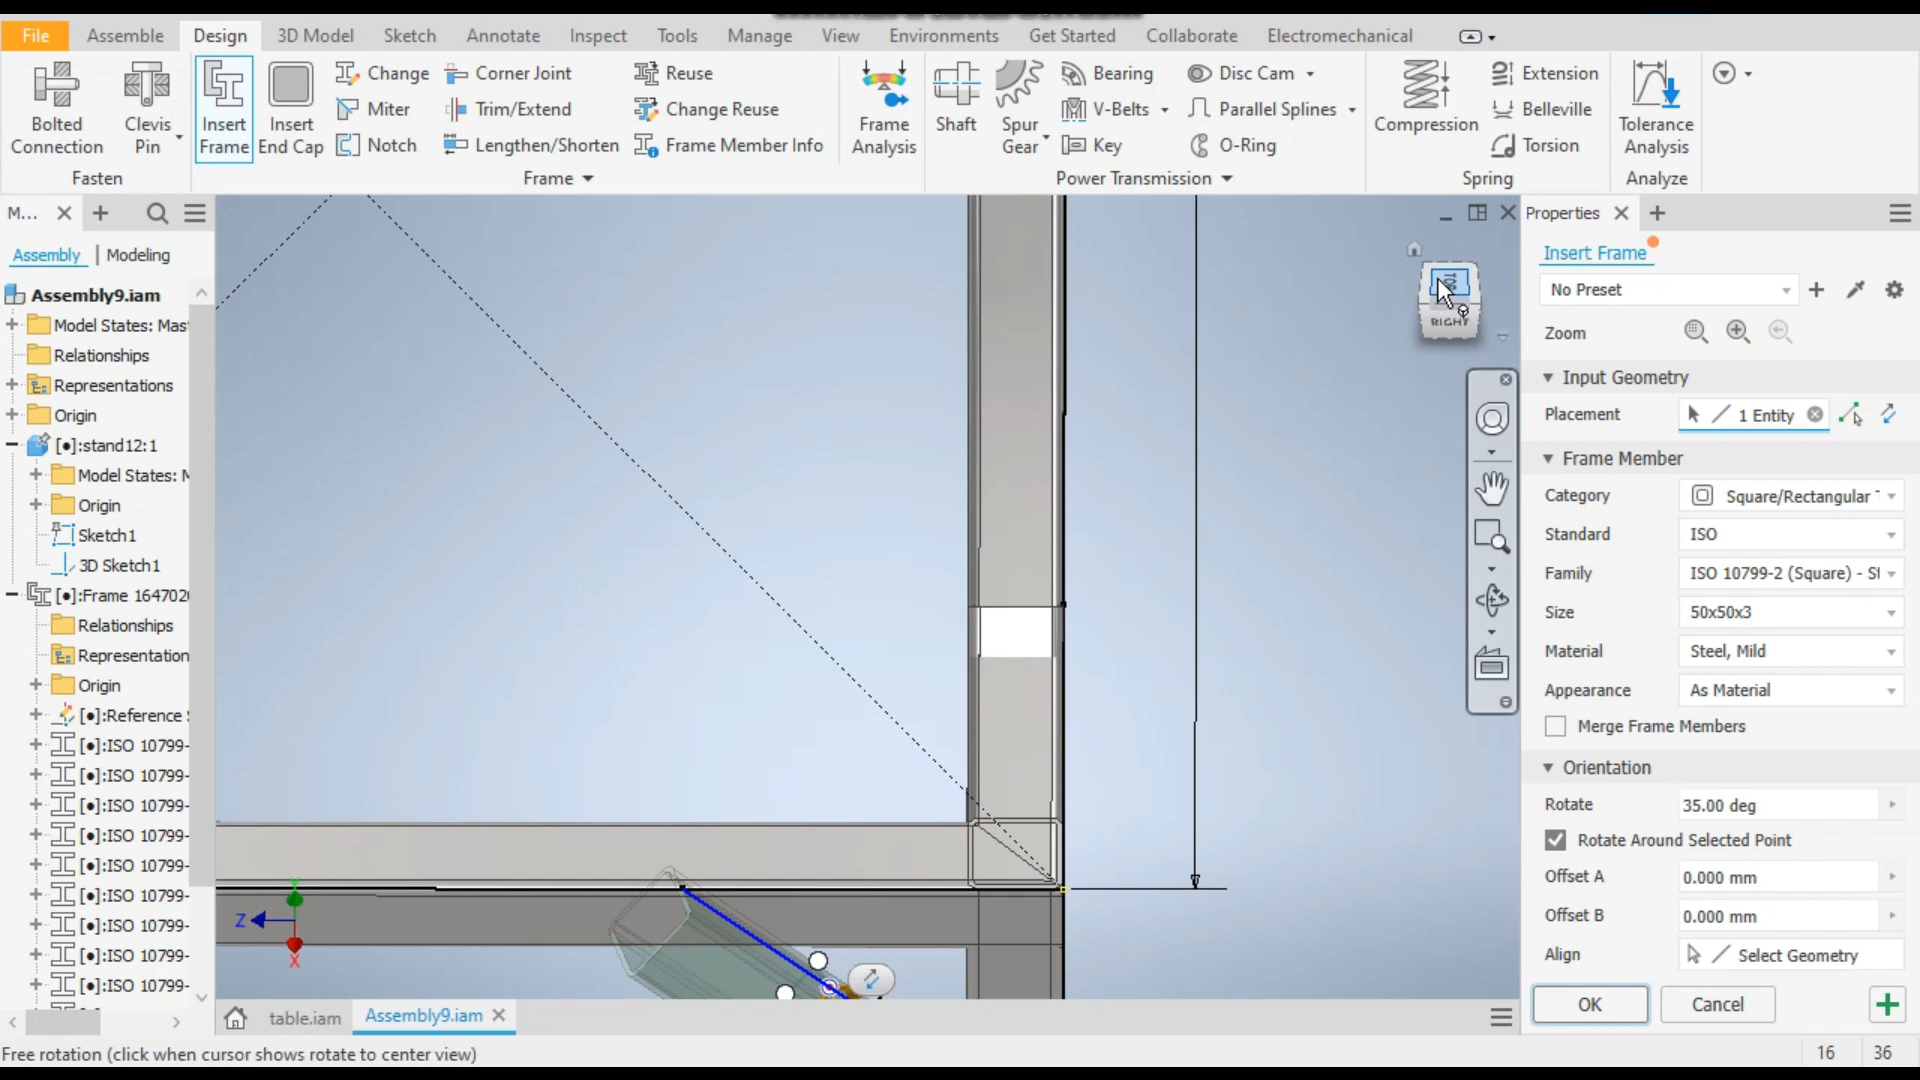 File Assemble Design 3D Model Sketch Annotate Inspect Tools Manage View Environments Get Started Collaborate Electromechanical
Bolted Connection
Clevis Pin
Fasten
Insert Frame
Insert End Cap
Change
Miter
Notch
Corner Joint
Trim/Extend
Lengthen/Shorten
Reuse
Change Reuse
Frame Member Info
Frame
Frame Analysis
Shaft
Spur Gear
Bearing
V-Belts
Key
Disc Cam
Parallel Splines
O-Ring
Power Transmission
Compression
Extension
Belleville
Torsion
Spring
Tolerance Analysis
Analyze
M...
Assembly | Modeling
Assembly9.iam
Model States: Mas
Relationships
Representations
Origin
[•]:stand12:1
Model States: M
Origin
Sketch1
3D Sketch1
[•]:Frame 164702
Relationships
Representation
Origin
[•]:Reference
[•]:ISO 10799-
[•]:ISO 10799-
[•]:ISO 10799-
[•]:ISO 10799-
[•]:ISO 10799-
[•]:ISO 10799-
[•]:ISO 10799-
[•]:ISO 10799-
[•]:ISO 10799-
TOP
RIGHT
Y
Z
X
table.iam
Assembly9.iam
Properties
Insert Frame
No Preset
Zoom
Input Geometry
Placement 1 Entity
Frame Member
Category Square/Rectangular
Standard ISO
Family ISO 10799-2 (Square) - St
Size 50x50x3
Material Steel, Mild
Appearance As Material
Merge Frame Members
Orientation
Rotate 35.00 deg
Rotate Around Selected Point
Offset A 0.000 mm
Offset B 0.000 mm
Align Select Geometry
OK Cancel
Free rotation (click when cursor shows rotate to center view)
16 36